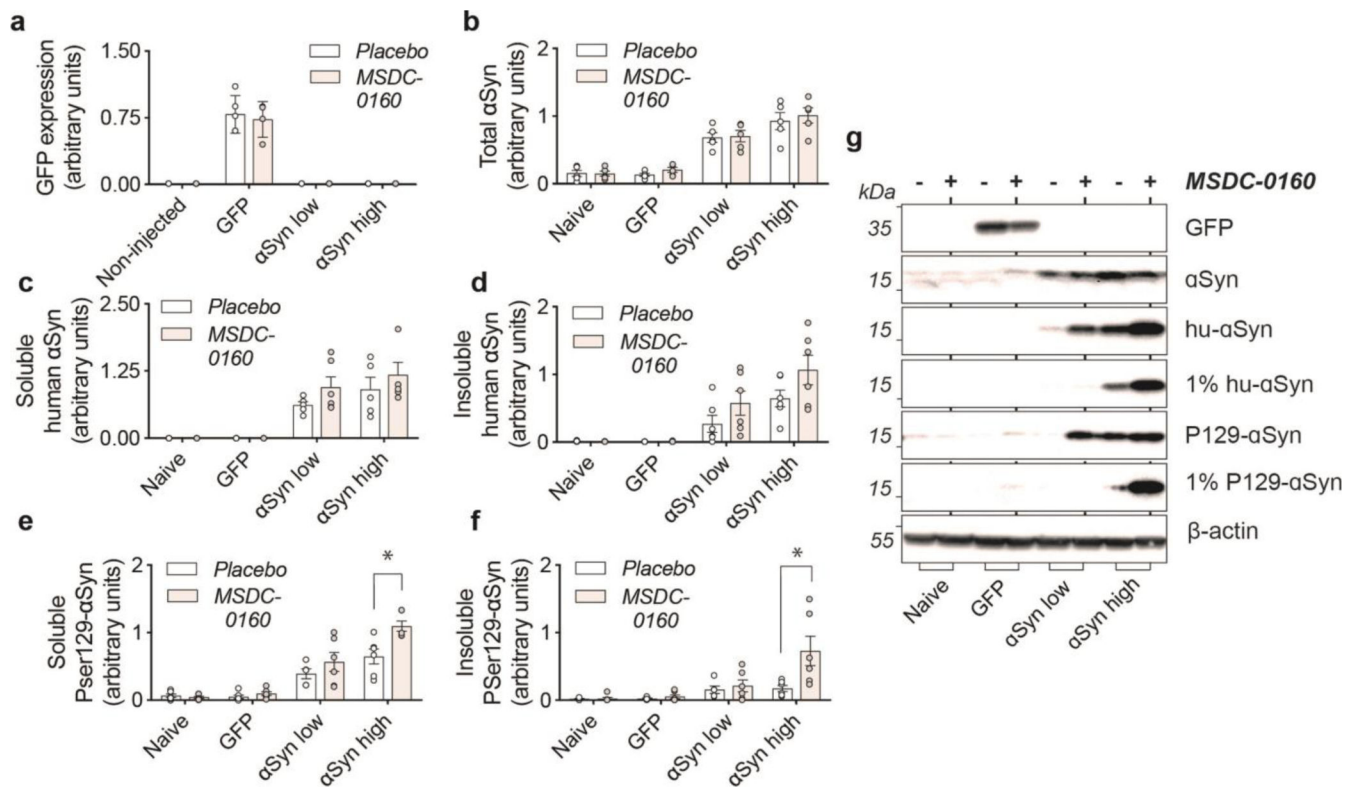 a
GFP expression
(arbitrary units)
1.50
0.75
0.00
Placebo
MSDC-
0160
Non-injected
GFP
αSyn low
αSyn high
b
Total αSyn
(arbitrary units)
2
1
0
Placebo
MSDC-
0160
Naive
GFP
αSyn low
αSyn high
c
Soluble
human αSyn
(arbitrary units)
2.50
1.25
0.00
Placebo
MSDC-
0160
Naive
GFP
αSyn low
αSyn high
d
Insoluble
human αSyn
(arbitrary units)
2
1
0
Placebo
MSDC-
0160
Naive
GFP
αSyn low
αSyn high
e
Soluble
Pser129-αSyn
(arbitrary units)
2
1
0
Placebo
MSDC-
0160
*
Naive
GFP
αSyn low
αSyn high
f
Insoluble
PSer129-αSyn
(arbitrary units)
2
1
0
Placebo
MSDC-
0160
*
Naive
GFP
αSyn low
αSyn high
g
kDa - + - + - + - + MSDC-0160
35 GFP
15 αSyn
15 hu-αSyn
15 1% hu-αSyn
15 P129-αSyn
15 1% P129-αSyn
55 β-actin
Naive
GFP
αSyn low
αSyn high